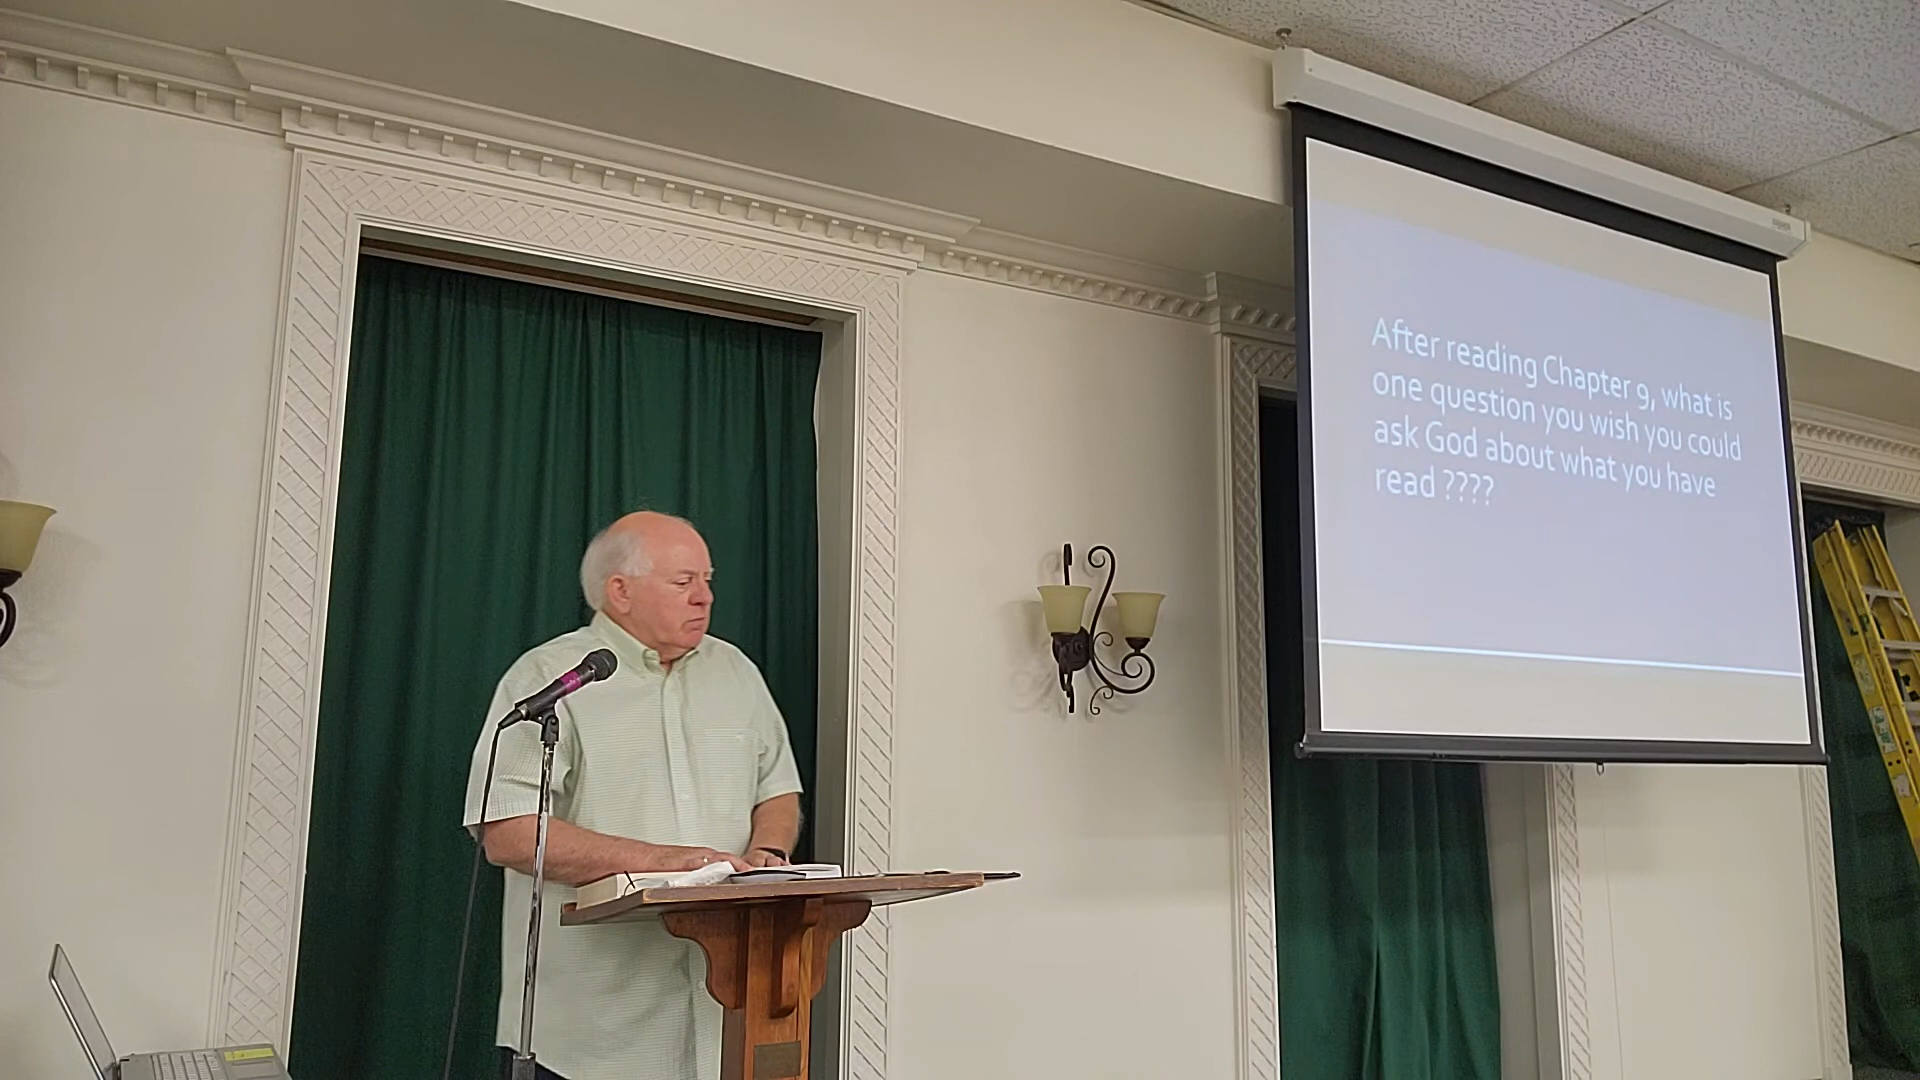 After reading Chapter 9, what is
one question you wish you could
ask God about what you have
read ????